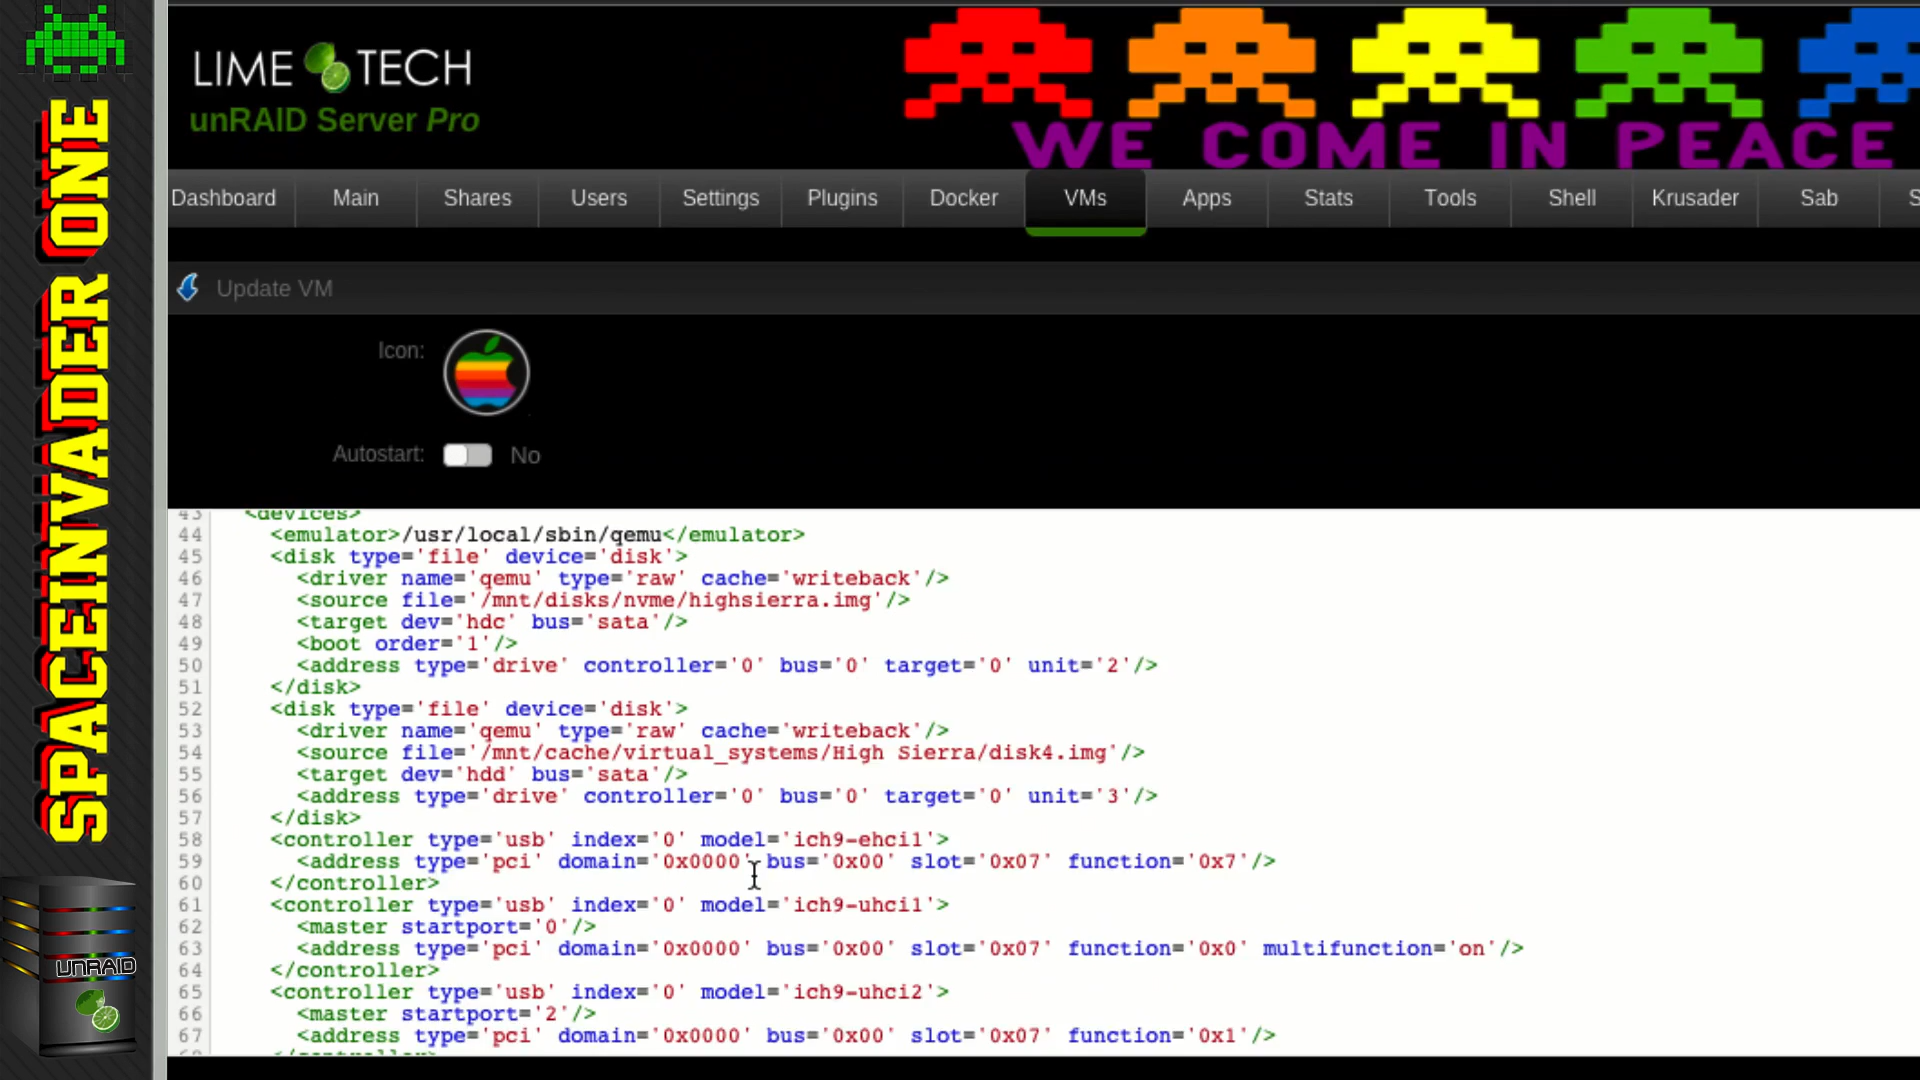 SPACEINVADER ONE
UNRAID
LIME TECH
unRAID Server Pro
WE COME IN PEACE
Dashboard Main Shares Users Settings Plugins Docker VMs Apps Stats Tools Shell Krusader Sab S
Update VM
Icon:
Autostart: No
43 <devices>
44 <emulator>/usr/local/sbin/qemu</emulator>
45 <disk type='file' device='disk'>
46 <driver name='qemu' type='raw' cache='writeback'/>
47 <source file='/mnt/disks/nvme/highsierra.img'/>
48 <target dev='hdc' bus='sata'/>
49 <boot order='1'/>
50 <address type='drive' controller='0' bus='0' target='0' unit='2'/>
51 </disk>
52 <disk type='file' device='disk'>
53 <driver name='qemu' type='raw' cache='writeback'/>
54 <source file='/mnt/cache/virtual_systems/High Sierra/disk4.img'/>
55 <target dev='hdd' bus='sata'/>
56 <address type='drive' controller='0' bus='0' target='0' unit='3'/>
57 </disk>
58 <controller type='usb' index='0' model='ich9-ehci1'>
59 <address type='pci' domain='0x0000' bus='0x00' slot='0x07' function='0x7'/>
60 </controller>
61 <controller type='usb' index='0' model='ich9-uhci1'>
62 <master startport='0'/>
63 <address type='pci' domain='0x0000' bus='0x00' slot='0x07' function='0x0' multifunction='on'/>
64 </controller>
65 <controller type='usb' index='0' model='ich9-uhci2'>
66 <master startport='2'/>
67 <address type='pci' domain='0x0000' bus='0x00' slot='0x07' function='0x1'/>